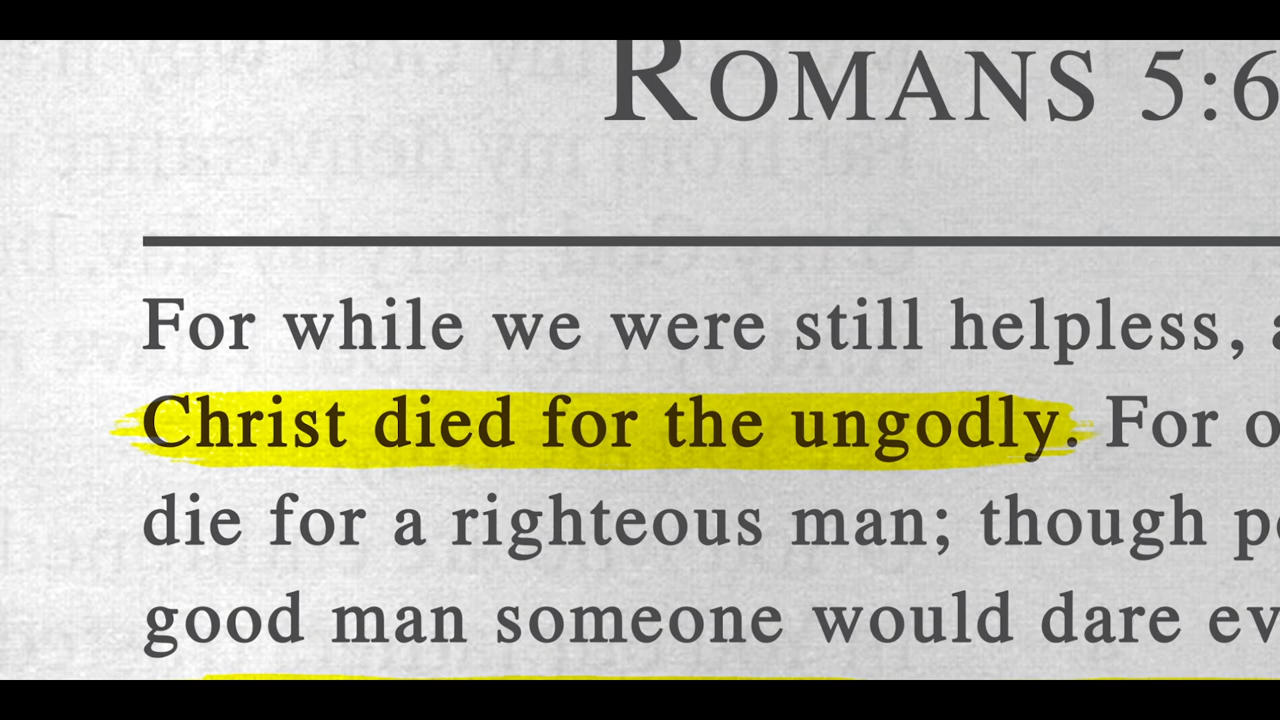 ROMANS 5:6
For while we were still helpless,
Christ died for the ungodly. For
die for a righteous man; though
good man someone would dare